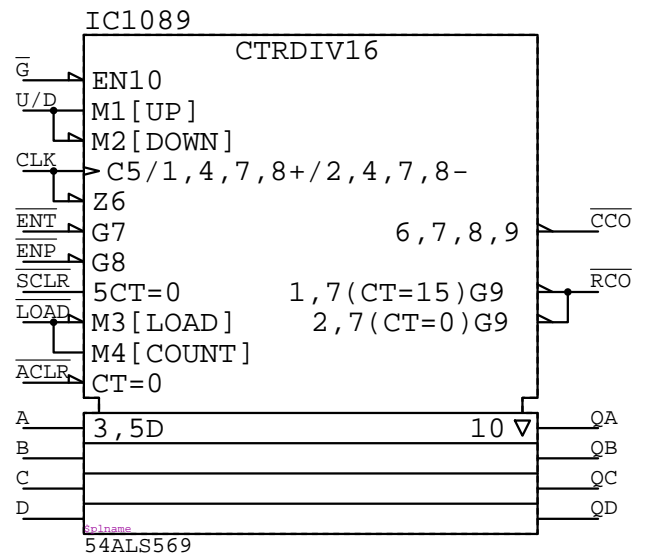 IC1089
CTRDIV16
G
EN10
U/D
M1[UP]
M2[DOWN]
CLK
C5/1,4,7,8+/2,4,7,8-
Z6
ENT
G7
6,7,8,9
CCO
ENP
G8
SCLR
5CT=0
1,7(CT=15)G9
RCO
LOAD
M3[LOAD]
2,7(CT=0)G9
M4[COUNT]
ACLR
CT=0
A
3,5D
10
QA
B
QB
C
QC
D
QD
$plname
54ALS569